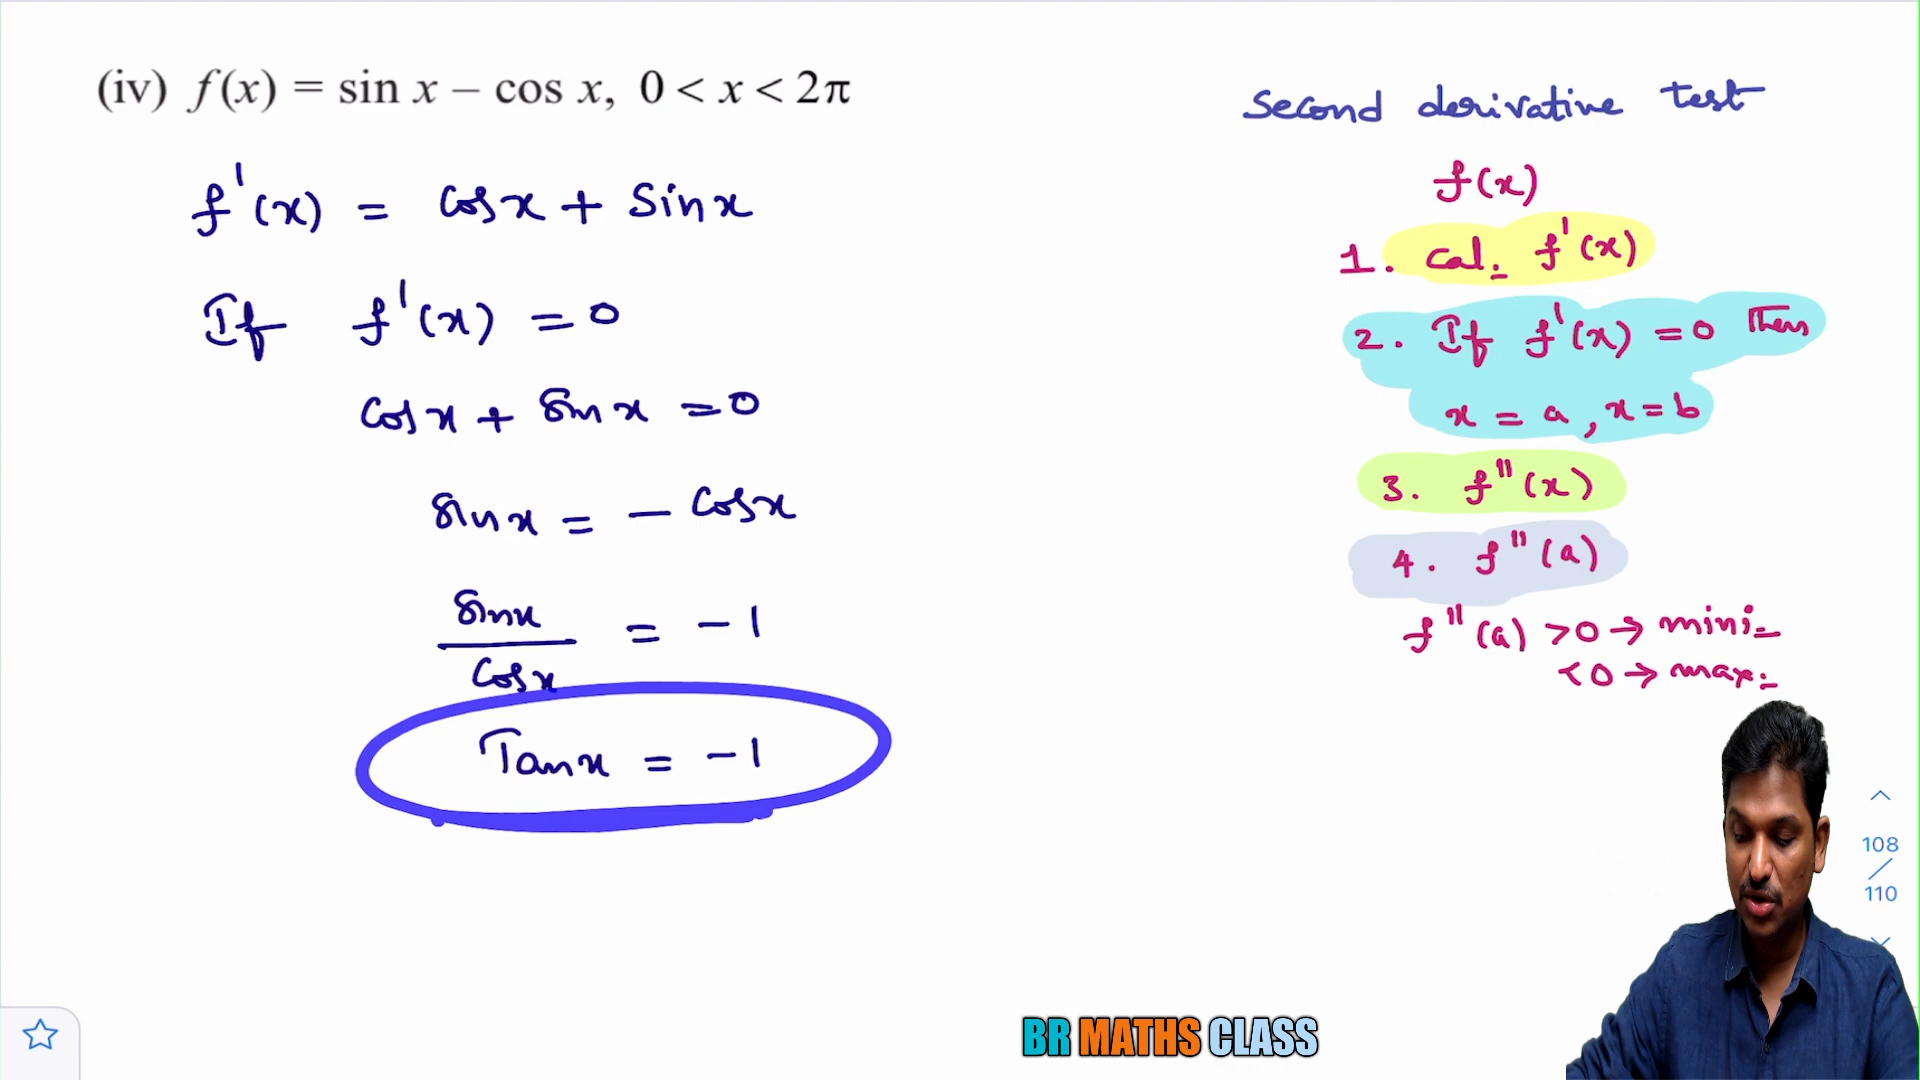 (iv) f(x) = sin x – cos x, 0 < x < 2π
f'(x) = cosx + sinx
If f'(x) = 0
cosx + sinx = 0
sinx = - cosx
sinx / cosx = -1
Tanx = -1
Second derivative test
f(x)
1. cal. f'(x)
2. If f'(x) = 0 Then
x = a, x = b
3. f"(x)
4. f"(a)
f"(a) >0 → mini
<0 → max
108
/
110
BR MATHS CLASS